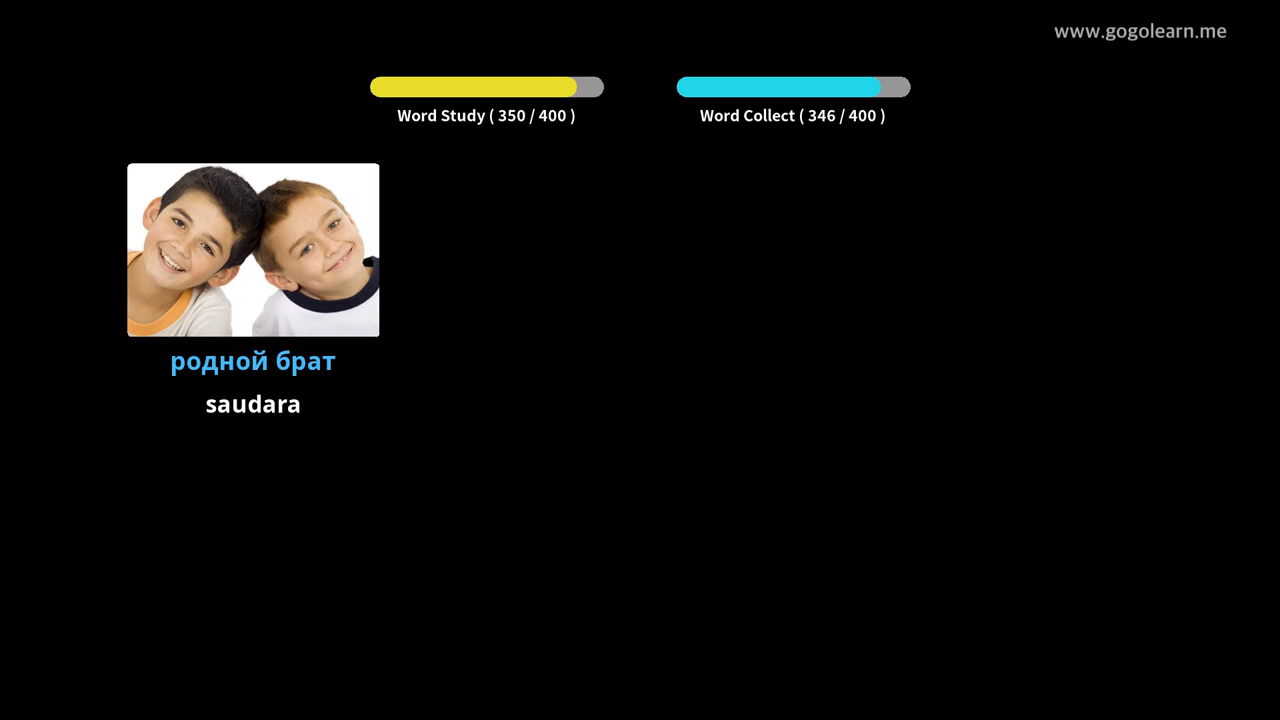 www.gogolearn.me
Word Study ( 350 / 400 )
Word Collect ( 346 / 400 )
родной брат
saudara